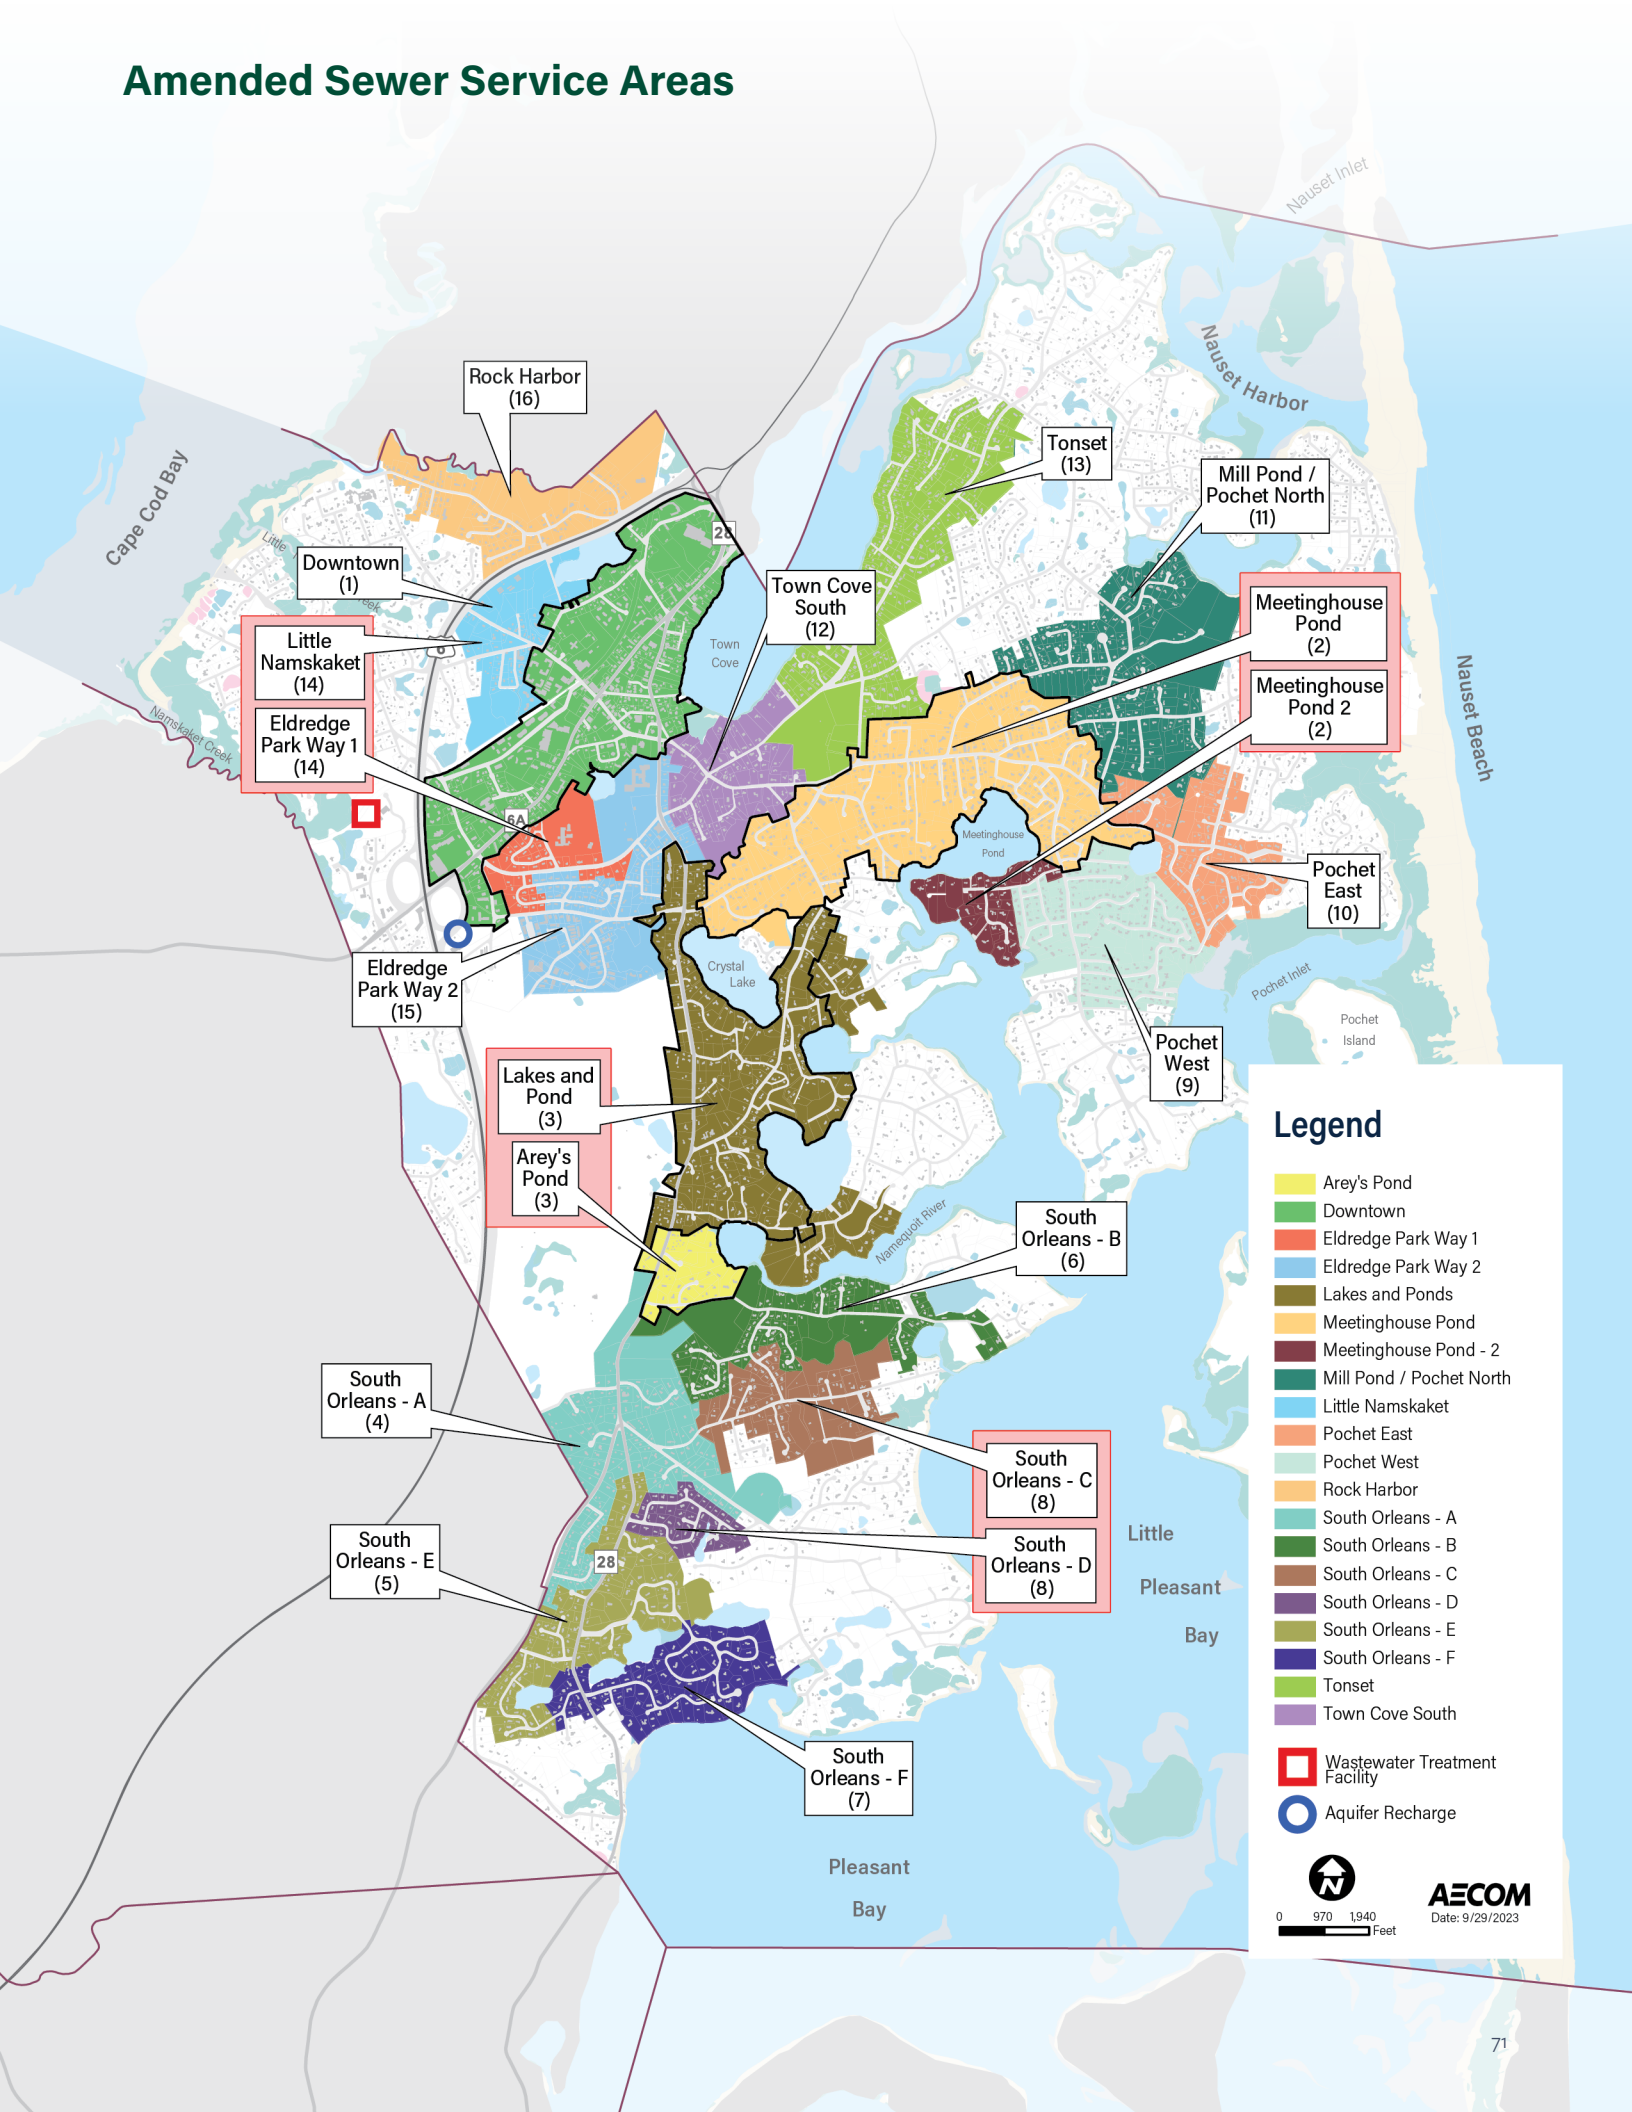 Amended Sewer Service Areas
Nauset Inlet
Nauset Harbor
Rock Harbor
(16)
Cape Cod Bay
Tonset
(13)
Mill Pond /
Pochet North
(11)
28
Little
Downtown
(1)
Town Cove
South
(12)
Meetinghouse
Pond
(2)
Little
Namskaket
(14)
6
Town
Cove
Meetinghouse
Pond 2
(2)
Nauset Beach
Namskaket Creek
Eldredge
Park Way 1
(14)
6A
Meetinghouse
Pond
Pochet
East
(10)
Eldredge
Park Way 2
(15)
Crystal
Lake
Pochet Inlet
Pochet
Island
Pochet
West
(9)
Lakes and
Pond
(3)
Arey's
Pond
(3)
Namequoit River
South
Orleans - B
(6)
South
Orleans - A
(4)
South
Orleans - C
(8)
South
Orleans - D
(8)
South
Orleans - E
(5)
28
Little
Pleasant
Bay
South
Orleans - F
(7)
Pleasant
Bay
Legend
Arey's Pond
Downtown
Eldredge Park Way 1
Eldredge Park Way 2
Lakes and Ponds
Meetinghouse Pond
Meetinghouse Pond - 2
Mill Pond / Pochet North
Little Namskaket
Pochet East
Pochet West
Rock Harbor
South Orleans - A
South Orleans - B
South Orleans - C
South Orleans - D
South Orleans - E
South Orleans - F
Tonset
Town Cove South
Wastewater Treatment
Facility
Aquifer Recharge
N
0 970 1,940
Feet
AECOM
Date: 9/29/2023
71